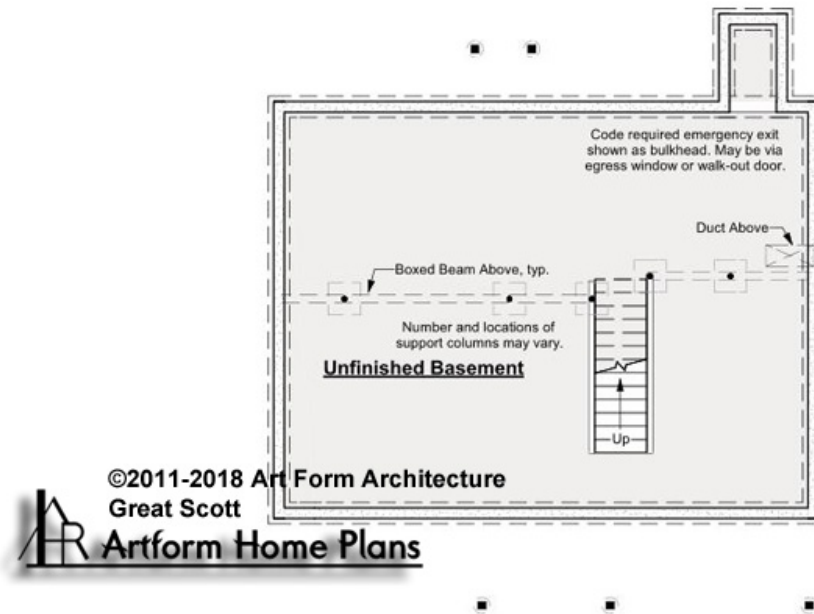 Code required emergency exit
shown as bulkhead. May be via
egress window or walk-out door.
Duct Above
Boxed Beam Above, typ.
Number and locations of
support columns may vary.
Unfinished Basement
Up
©2011-2018 Art Form Architecture
Great Scott
Artform Home Plans